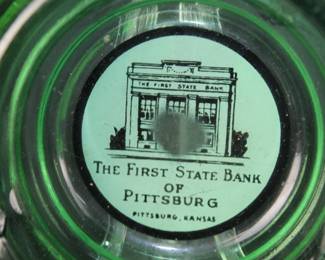 THE FIRST STATE BANK
THE FIRST STATE BANK
OF
PITTSBURG
PITTSBURG, KANSAS